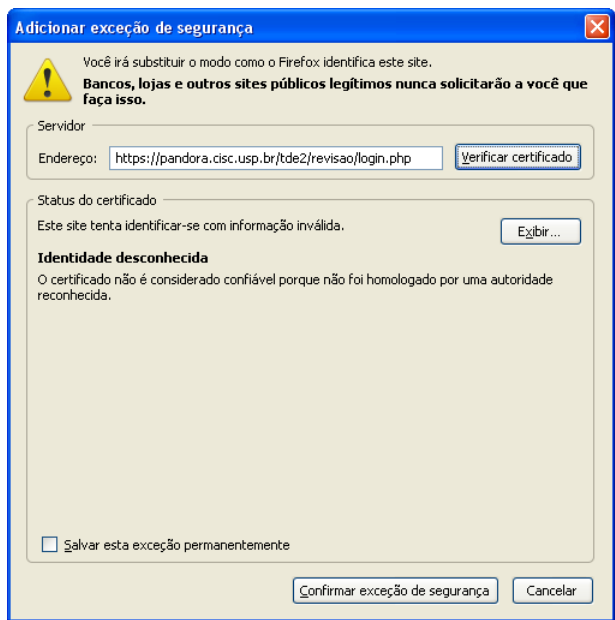 Adicionar exceção de segurança
Você irá substituir o modo como o Firefox identifica este site.
Bancos, lojas e outros sites públicos legítimos nunca solicitarão a você que
faça isso.
Servidor
Endereço: https://pandora.cisc.usp.br/tde2/revisao/login.php Verificar certificado
Status do certificado
Este site tenta identificar-se com informação inválida.
Exibir...
Identidade desconhecida
O certificado não é considerado confiável porque não foi homologado por uma autoridade
reconhecida.
Salvar esta exceção permanentemente
Confirmar exceção de segurança Cancelar